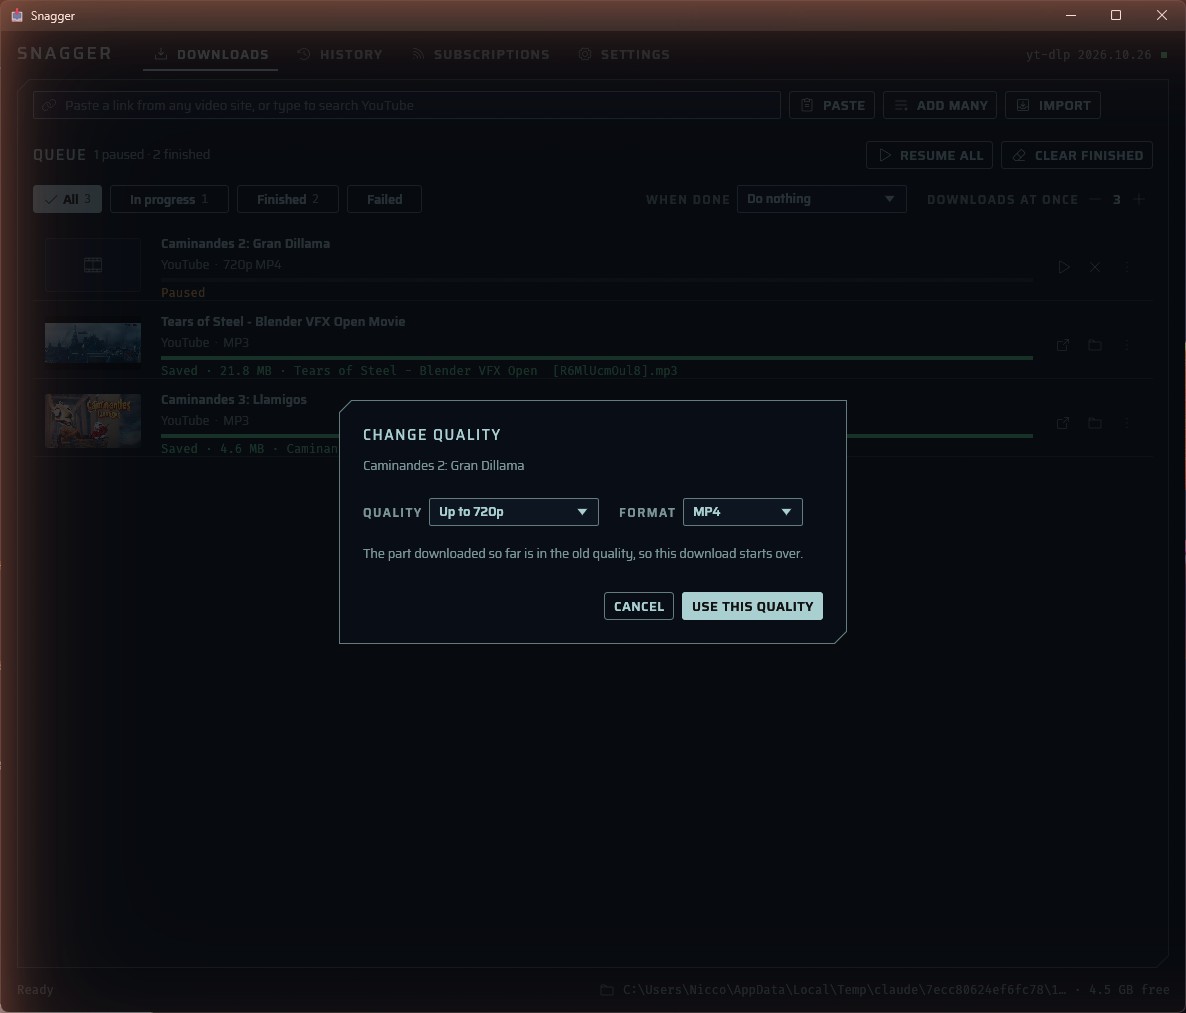 Snagger
SNAGGER DOWNLOADS HISTORY SUBSCRIPTIONS SETTINGS yt-dlp 2026.10.26
Paste a link from any video site, or type to search YouTube PASTE ADD MANY IMPORT
QUEUE 1 paused · 2 finished RESUME ALL CLEAR FINISHED
All 3 In progress 1 Finished 2 Failed WHEN DONE Do nothing DOWNLOADS AT ONCE − 3 +
Caminandes 2: Gran Dillama
YouTube · 720p MP4
Paused
Tears of Steel - Blender VFX Open Movie
YouTube · MP3
Saved · 21.8 MB · Tears of Steel - Blender VFX Open [R6MlUcmOul8].mp3
Caminandes 3: Llamigos
YouTube · MP3
Saved · 4.6 MB · Caminan
CHANGE QUALITY
Caminandes 2: Gran Dillama
QUALITY Up to 720p FORMAT MP4
The part downloaded so far is in the old quality, so this download starts over.
CANCEL USE THIS QUALITY
Ready C:\Users\Nicco\AppData\Local\Temp\claude\7ecc80624ef6fc78\1… · 4.5 GB free